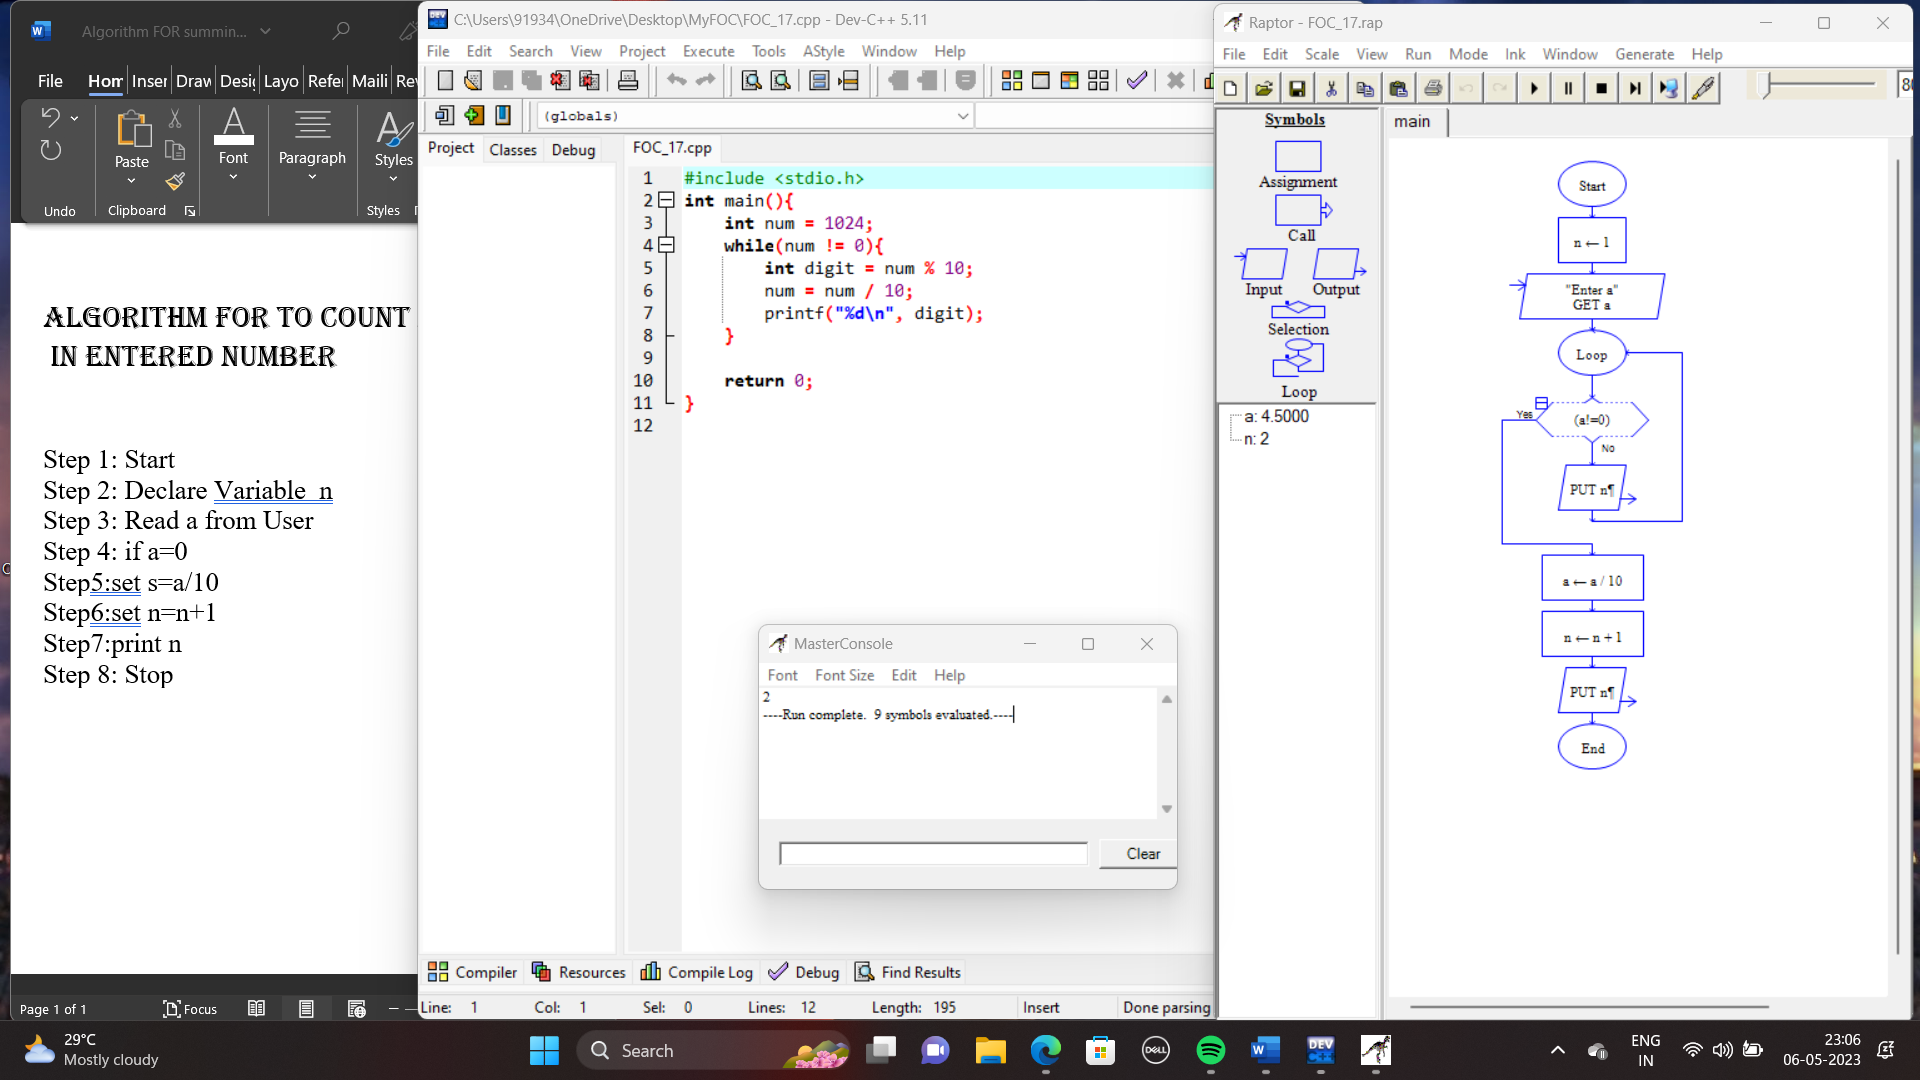 Algorithm FOR summin...
File
Hom
Inser
Draw
Desi
Layo
Refe
Maili
Re
Undo
Paste
Clipboard
Font
Paragraph
Styles
Styles
ALGORITHM FOR TO COUNT
IN ENTERED NUMBER
Step 1: Start
Step 2: Declare Variable  n
Step 3: Read a from User
Step 4: if a=0
Step5:set s=a/10
Step6:set n=n+1
Step7:print n
Step 8: Stop
Page 1 of 1
Focus
C:\Users\91934\OneDrive\Desktop\MyFOC\FOC_17.cpp - Dev-C++ 5.11
File Edit Search View Project Execute Tools AStyle Window Help
(globals)
Project Classes Debug
FOC_17.cpp
1 #include <stdio.h>
2 int main(){
3 int num = 1024;
4 while(num != 0){
5 int digit = num % 10;
6 num = num / 10;
7 printf("%d\n", digit);
8 }
9
10 return 0;
11 }
12
MasterConsole
Font Font Size Edit Help
2
----Run complete.  9 symbols evaluated.----
Clear
Compiler Resources Compile Log Debug Find Results
Line: 1 Col: 1 Sel: 0 Lines: 12 Length: 195 Insert Done parsing
Raptor - FOC_17.rap
File Edit Scale View Run Mode Ink Window Generate Help
80
Symbols
Assignment
Call
Input Output
Selection
Loop
a: 4.5000
n: 2
main
Start
n ← 1
"Enter a"
GET a
Loop
Yes
(a!=0)
No
PUT n¶
a ← a / 10
n ← n + 1
PUT n¶
End
29°C
Mostly cloudy
Search
DELL
W
DEV
C++
ENG
IN
23:06
06-05-2023